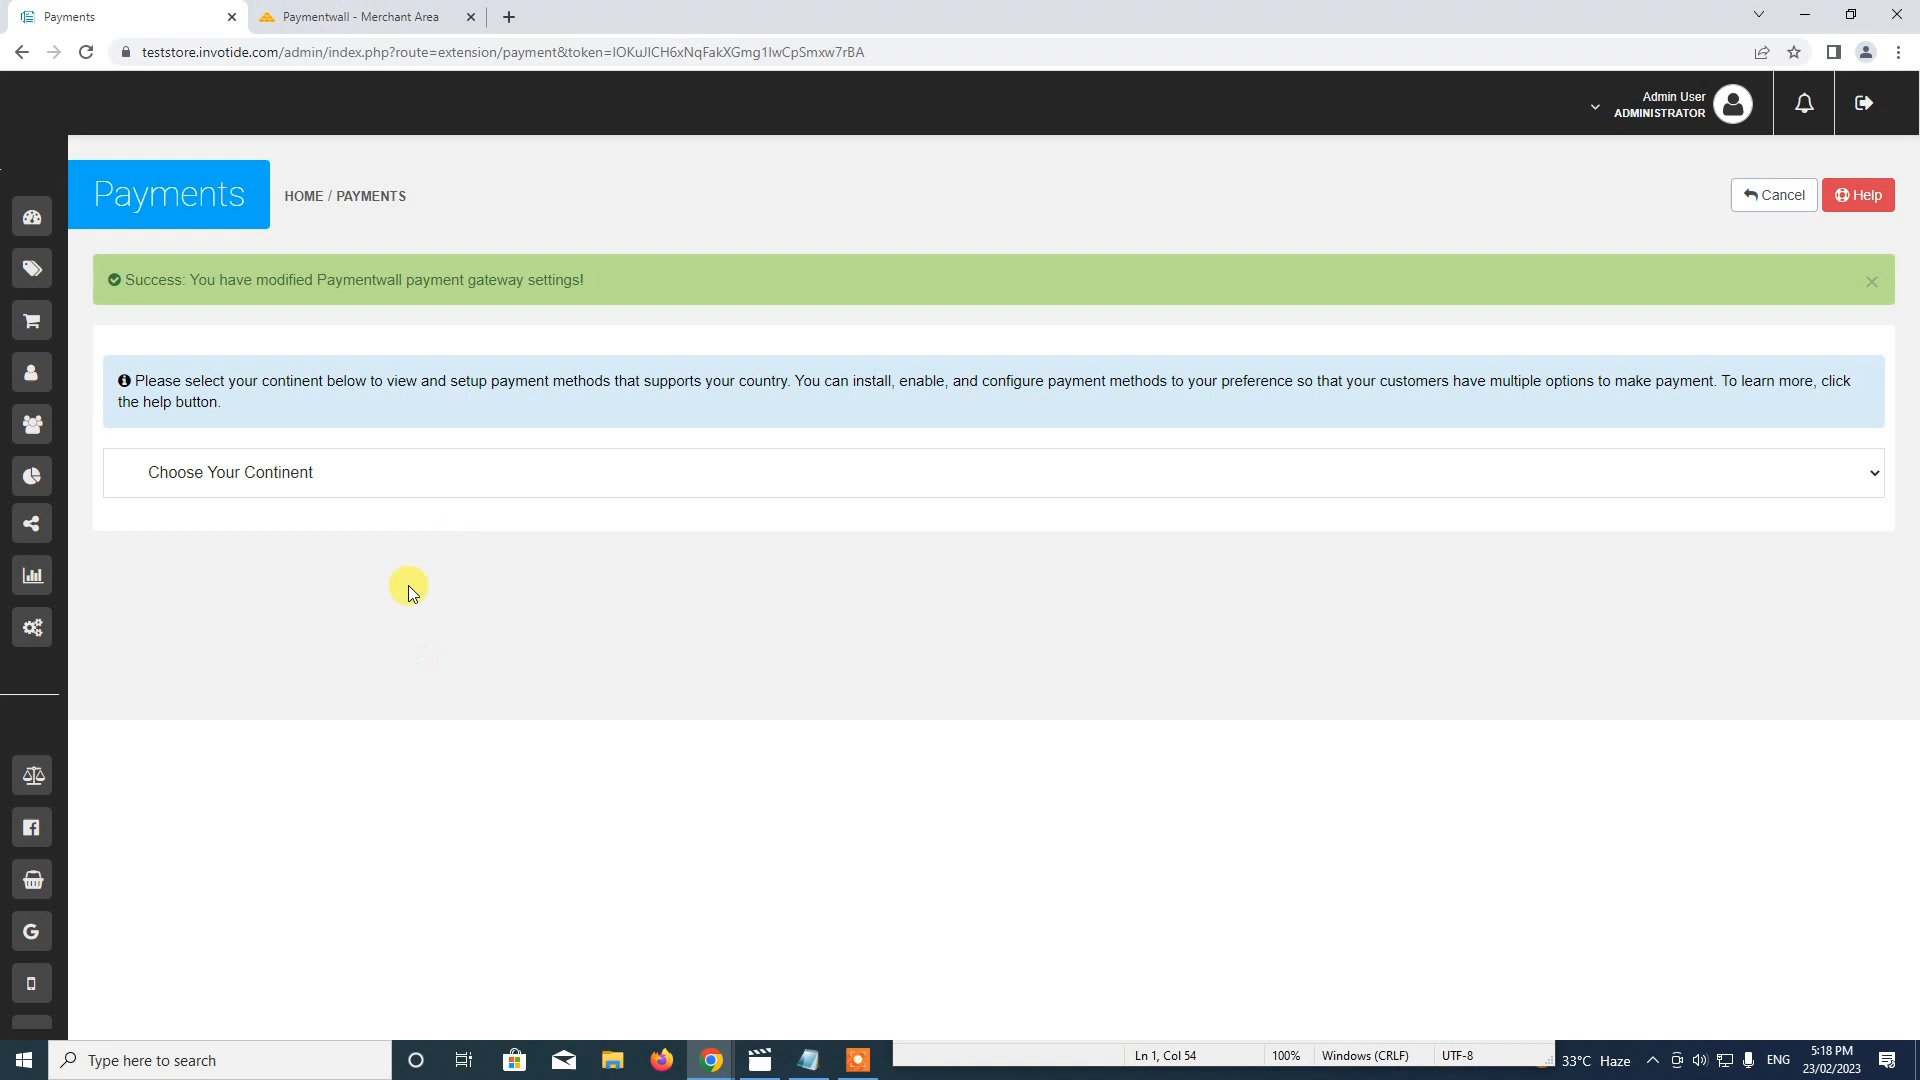 Payments
Paymentwall - Merchant Area
teststore.invotide.com/admin/index.php?route=extension/payment&token=IOKuJlCH6xNqFakXGmg1lwCpSmxw7rBA
Admin User
ADMINISTRATOR
Payments
HOME / PAYMENTS
Cancel
Help
Success: You have modified Paymentwall payment gateway settings!
Please select your continent below to view and setup payment methods that supports your country. You can install, enable, and configure payment methods to your preference so that your customers have multiple options to make payment. To learn more, click
the help button.
Choose Your Continent
Type here to search
Ln 1, Col 54
100%
Windows (CRLF)
UTF-8
33°C Haze
ENG
5:18 PM
23/02/2023